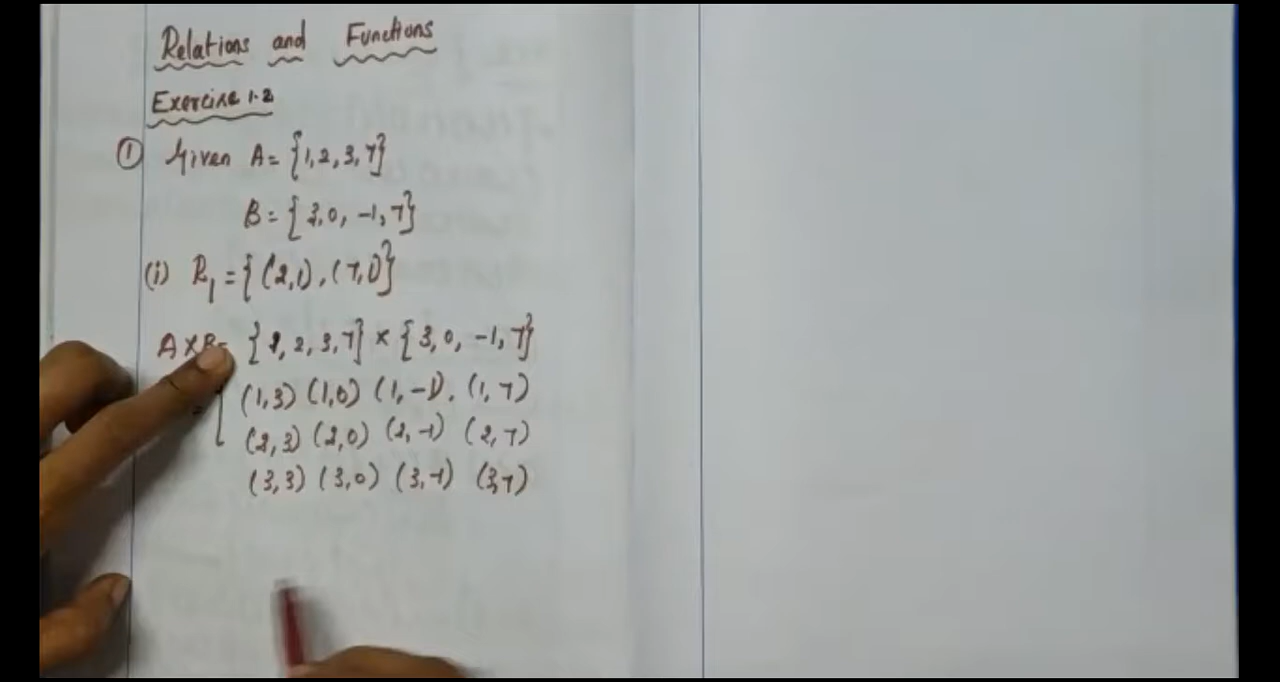 Relations and Functions
Exercise 1.2
① Given A = {1, 2, 3, 7}
B = {3, 0, -1, 7}
(i) R₁ = {(2,1), (7,1)}
A × B = {1, 2, 3, 7} × {3, 0, -1, 7}
= { (1,3) (1,0) (1,-1), (1,7)
(2,3) (2,0) (2,-1) (2,7)
(3,3) (3,0) (3,-1) (3,7)